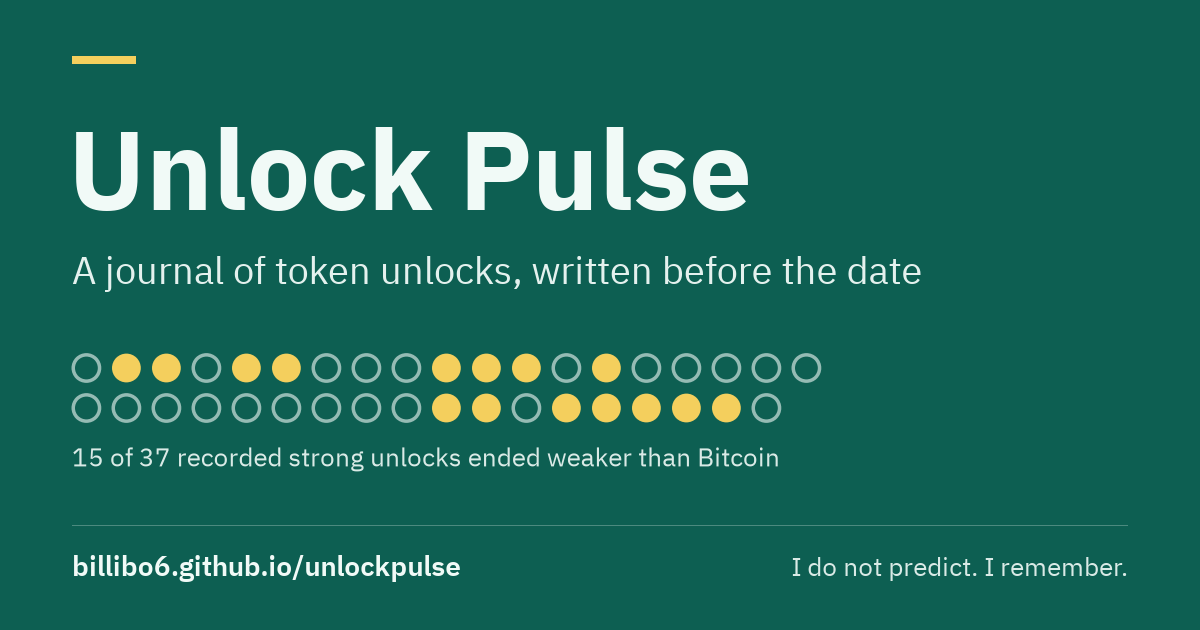 Unlock Pulse
A journal of token unlocks, written before the date
15 of 37 recorded strong unlocks ended weaker than Bitcoin
billibo6.github.io/unlockpulse
I do not predict. I remember.